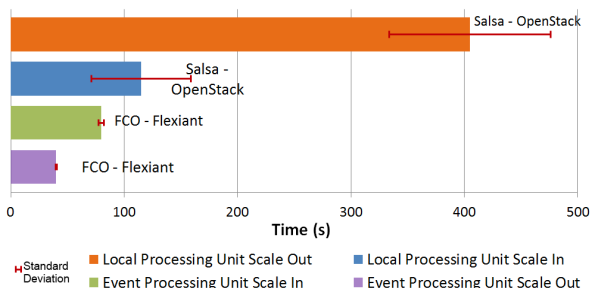 Salsa - OpenStack
Salsa -
OpenStack
FCO - Flexiant
FCO - Flexiant
0 100 200 300 400 500
Time (s)
Standard
Deviation
Local Processing Unit Scale Out
Local Processing Unit Scale In
Event Processing Unit Scale In
Event Processing Unit Scale Out